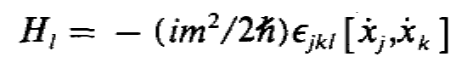 H_l = − (im²/2ħ)ϵ_{jkl} [ẋ_j,ẋ_k]